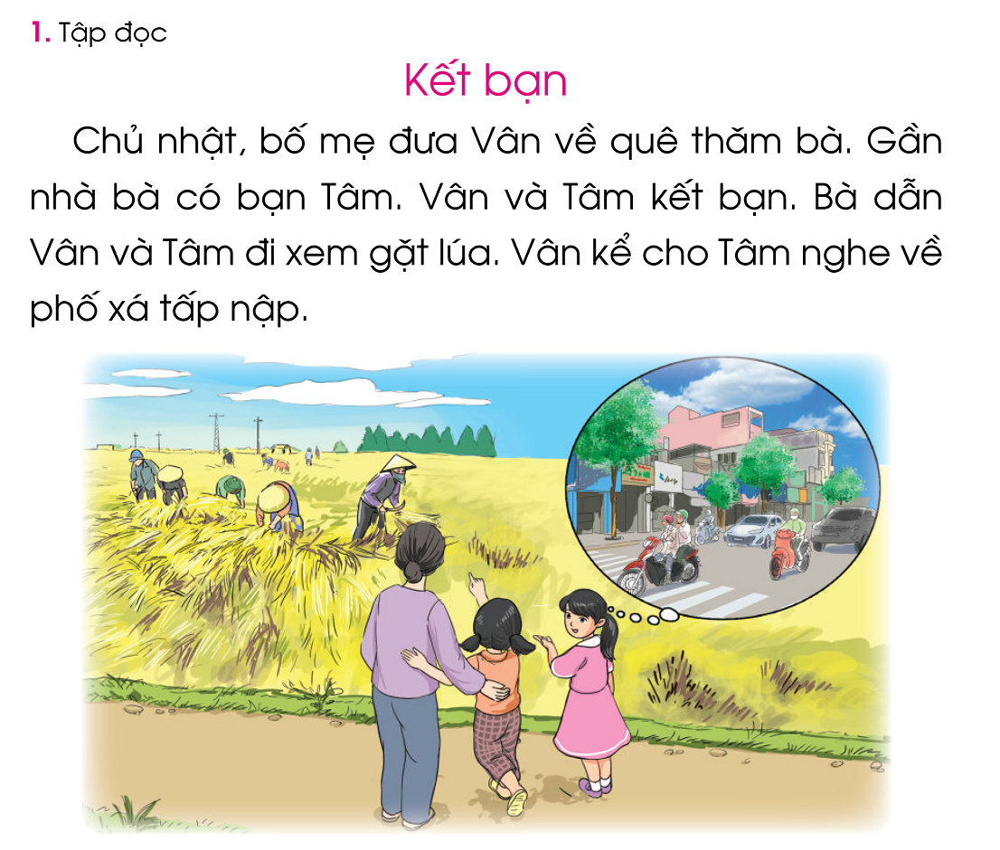 1. Tập đọc
Kết bạn
Chủ nhật, bố mẹ đưa Vân về quê thăm bà. Gần
nhà bà có bạn Tâm. Vân và Tâm kết bạn. Bà dẫn
Vân và Tâm đi xem gặt lúa. Vân kể cho Tâm nghe về
phố xá tấp nập.